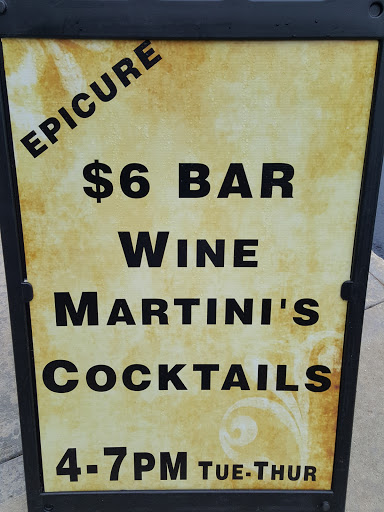 EPICURE
$6 BAR
WINE
MARTINI'S
COCKTAILS
4-7PM TUE-THUR